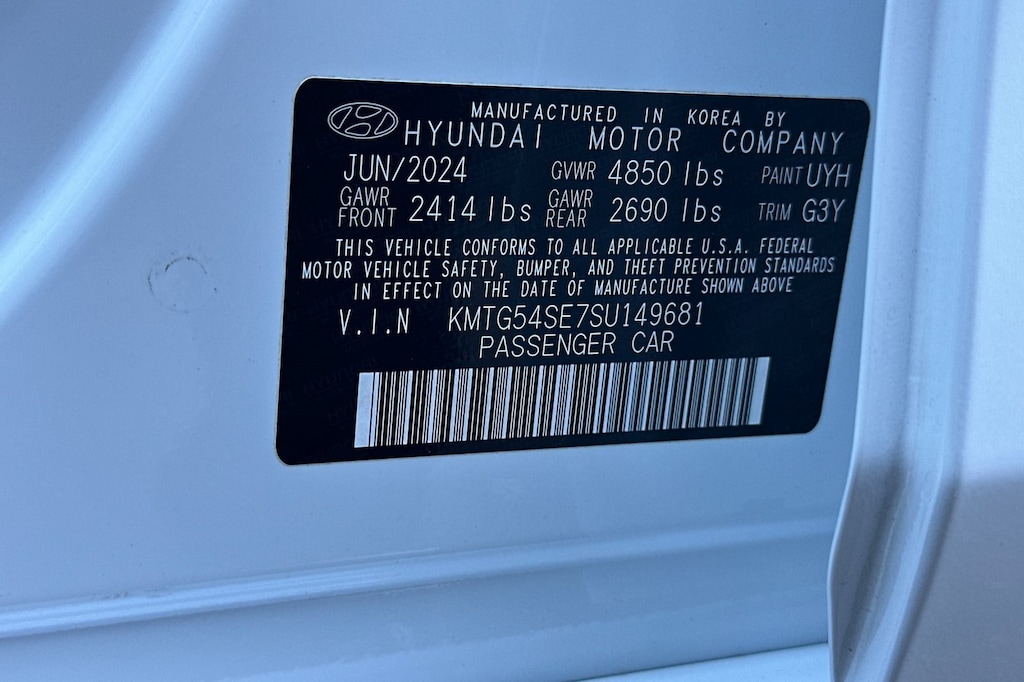 MANUFACTURED IN KOREA BY
HYUNDAI MOTOR COMPANY
JUN/2024 GVWR 4850 lbs PAINT UYH
GAWR FRONT 2414 lbs GAWR REAR 2690 lbs TRIM G3Y
THIS VEHICLE CONFORMS TO ALL APPLICABLE U.S.A. FEDERAL
MOTOR VEHICLE SAFETY, BUMPER, AND THEFT PREVENTION STANDARDS
IN EFFECT ON THE DATE OF MANUFACTURE SHOWN ABOVE
V.I.N KMTG54SE7SU149681
PASSENGER CAR